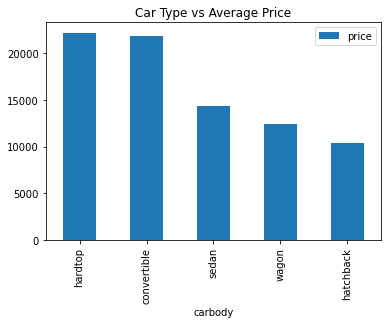 Car Type vs Average Price
price
20000
15000
10000
5000
0
hardtop
convertible
sedan
wagon
hatchback
carbody